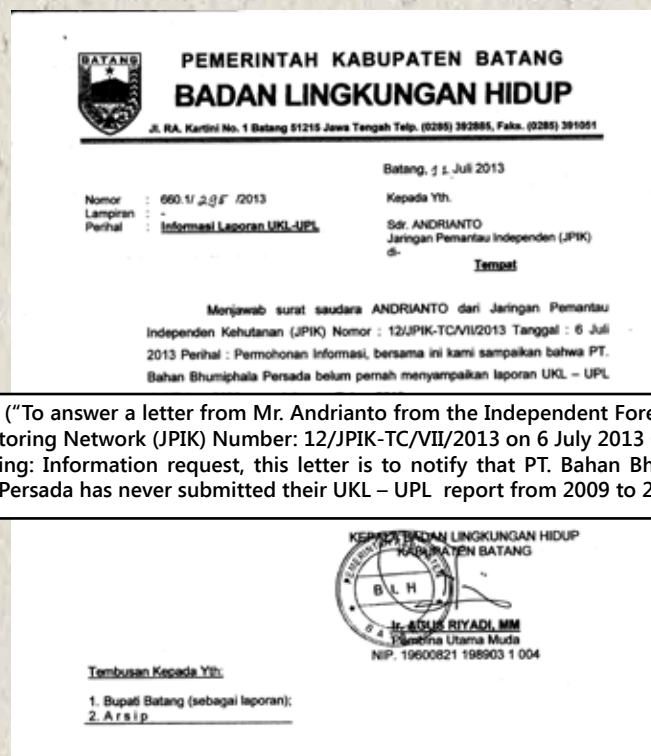 BATANG
PEMERINTAH KABUPATEN BATANG
BADAN LINGKUNGAN HIDUP
Jl. RA. Kartini No. 1 Batang 51215 Jawa Tengah Telp. (0285) 392885, Faks. (0285) 391051
Batang, Juli 2013
Nomor : 660.1/ 295 /2013
Lampiran : -
Perihal : Informasi Laporan UKL-UPL
Kepada Yth.
Sdr. ANDRIANTO
Jaringan Pemantau Independen (JPIK)
di-
Tempat
Menjawab surat saudara ANDRIANTO dari Jaringan Pemantau
Independen Kehutanan (JPIK) Nomor : 12/JPIK-TC/VII/2013 Tanggal : 6 Juli
2013 Perihal : Permohonan Informasi, bersama ini kami sampaikan bahwa PT.
Bahan Bhumiphala Persada belum pernah menyampaikan laporan UKL – UPL
(“To answer a letter from Mr. Andrianto from the Independent Fore
toring Network (JPIK) Number: 12/JPIK-TC/VII/2013 on 6 July 2013
ing: Information request, this letter is to notify that PT. Bahan Bh
Persada has never submitted their UKL – UPL report from 2009 to 2
KEPALA BADAN LINGKUNGAN HIDUP
KABUPATEN BATANG
BLH
Ir. AGUS RIYADI, MM
Pembina Utama Muda
NIP. 19600821 198903 1 004
Tembusan Kepada Yth:
1. Bupati Batang (sebagai laporan);
2. Arsip